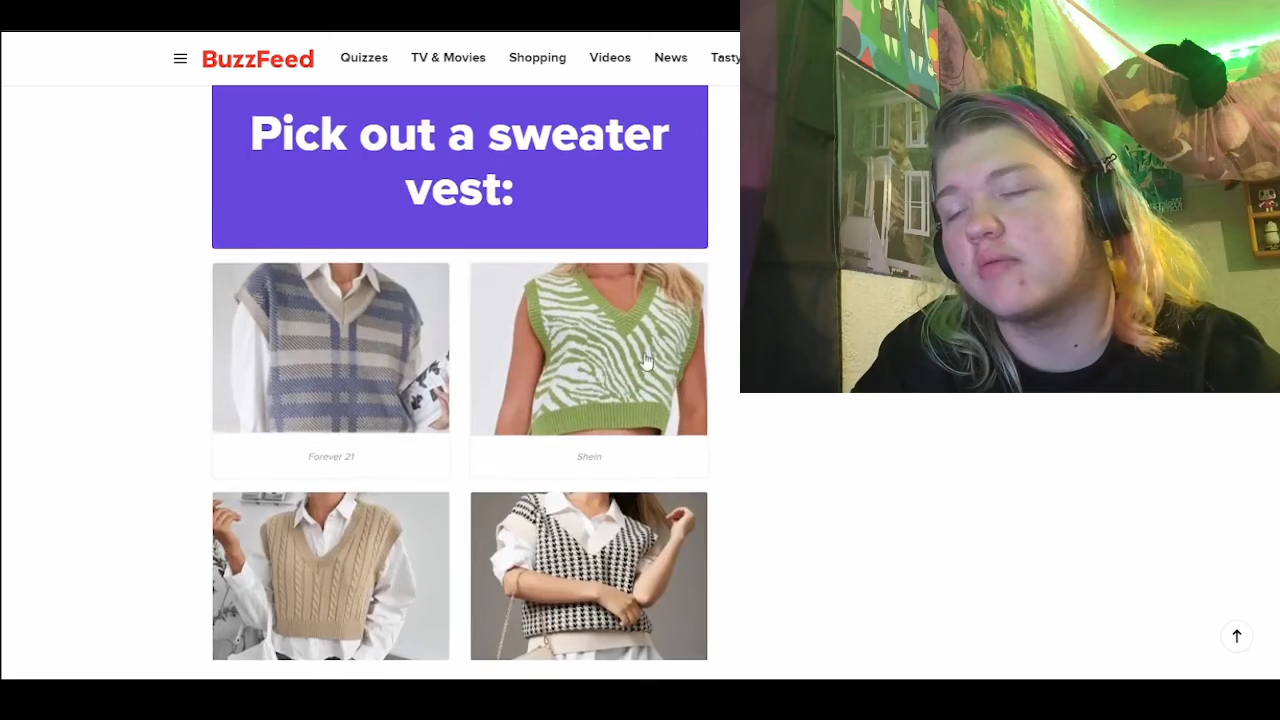 BuzzFeed
Quizzes TV & Movies Shopping Videos News Tasty
Pick out a sweater
vest:
Forever 21
Shein